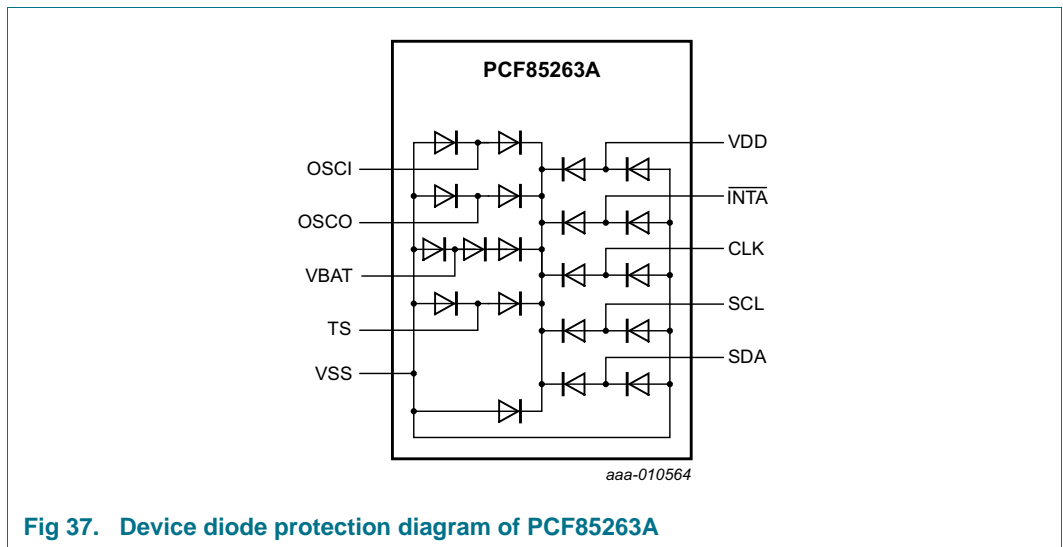 PCF85263A
OSCI
OSCO
VBAT
TS
VSS
VDD
INTA
CLK
SCL
SDA
aaa-010564
Fig 37. Device diode protection diagram of PCF85263A